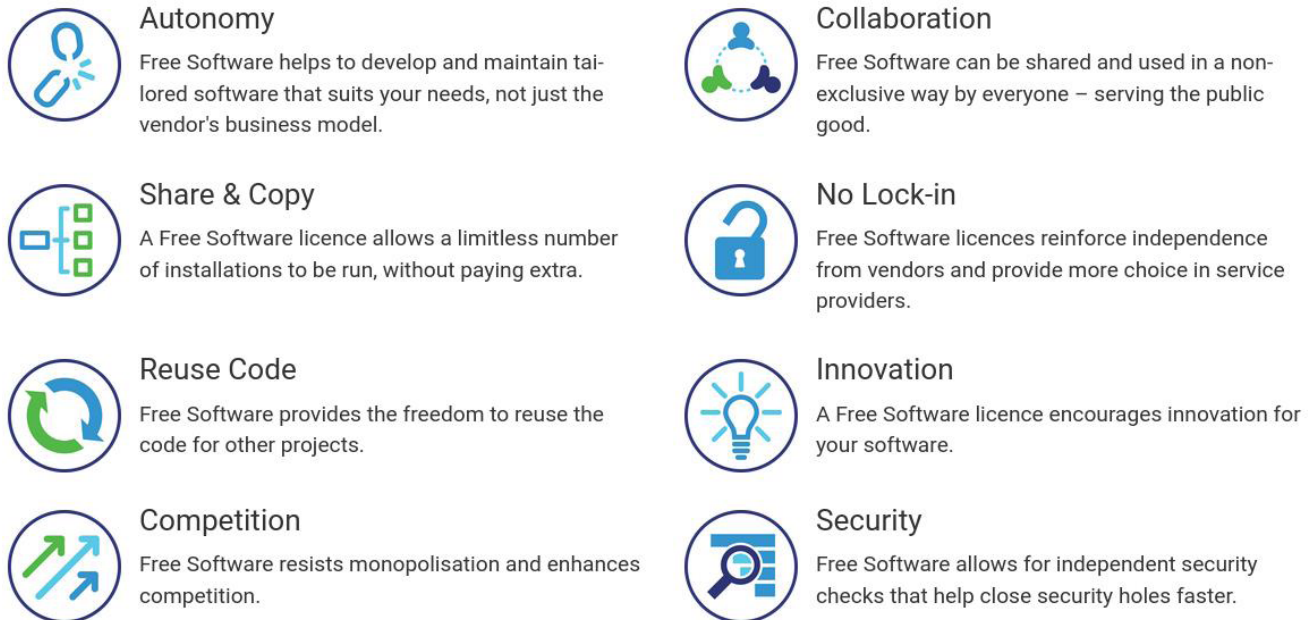 Autonomy
Free Software helps to develop and maintain tai-
lored software that suits your needs, not just the
vendor's business model.
Collaboration
Free Software can be shared and used in a non-
exclusive way by everyone – serving the public
good.
Share & Copy
A Free Software licence allows a limitless number
of installations to be run, without paying extra.
No Lock-in
Free Software licences reinforce independence
from vendors and provide more choice in service
providers.
Reuse Code
Free Software provides the freedom to reuse the
code for other projects.
Innovation
A Free Software licence encourages innovation for
your software.
Competition
Free Software resists monopolisation and enhances
competition.
Security
Free Software allows for independent security
checks that help close security holes faster.